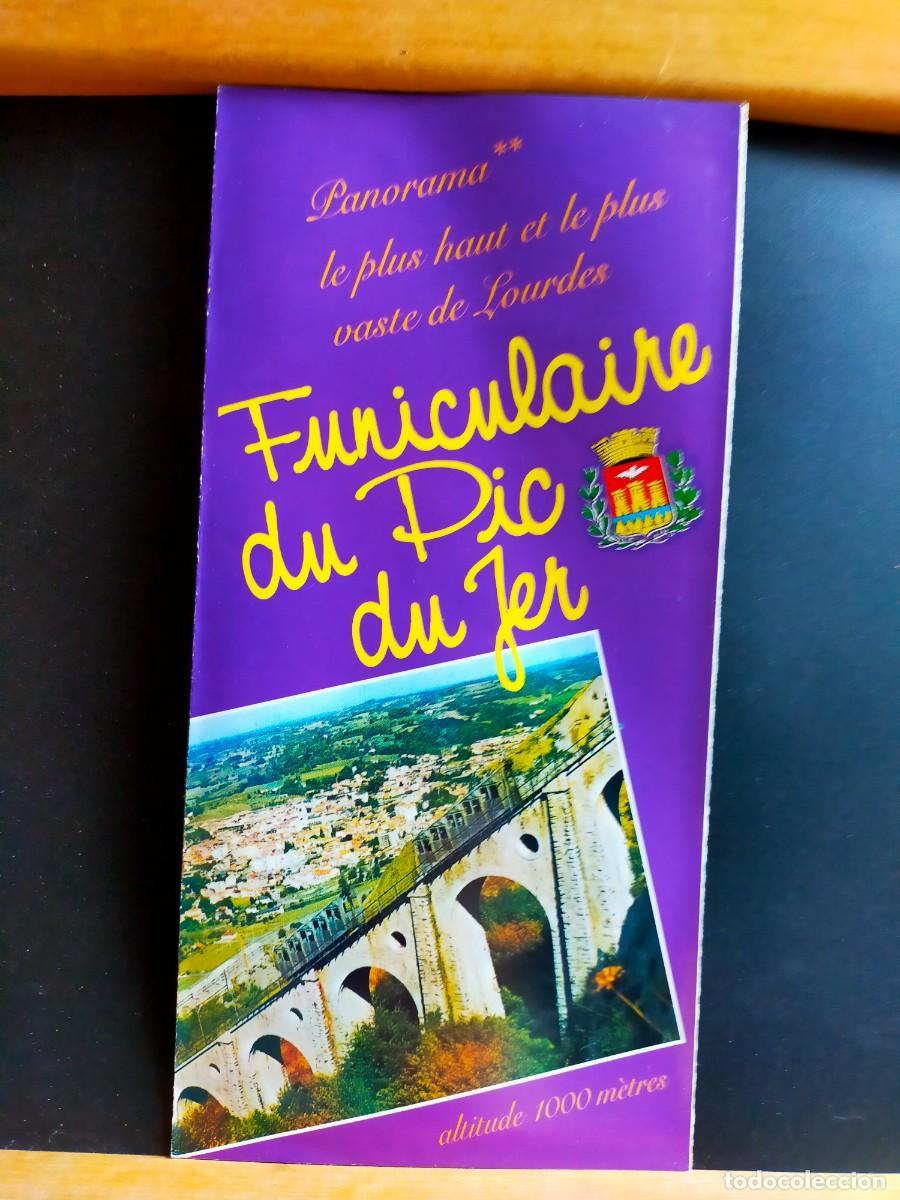 Panorama**
le plus haut et le plus
vaste de Lourdes
Funiculaire
du Pic
du Jer
altitude 1000 mètres
todocoleccion